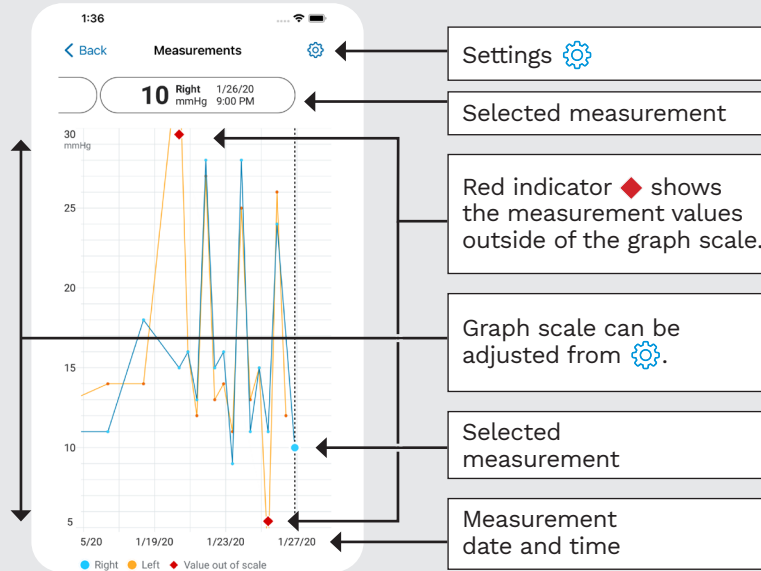 1:36
Back
Measurements
Settings
10 Right 1/26/20
mmHg 9:00 PM
Selected measurement
30
mmHg
25
20
15
10
5
Red indicator shows
the measurement values
outside of the graph scale.
Graph scale can be
adjusted from .
Selected
measurement
Measurement
date and time
5/20 1/19/20 1/23/20 1/27/20
Right Left Value out of scale